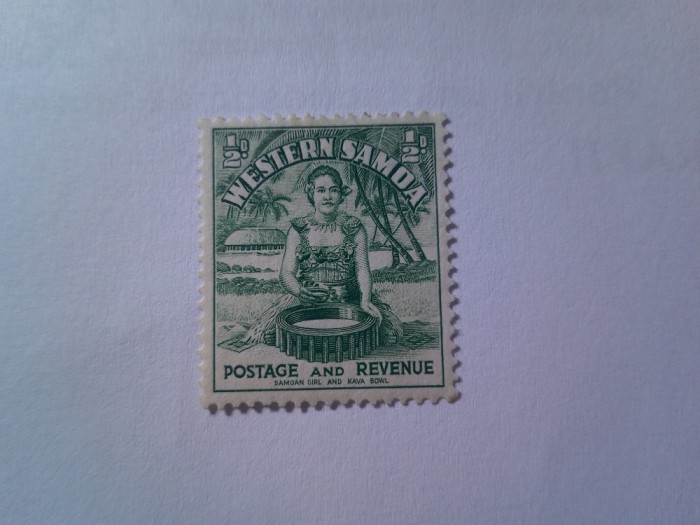 ½D. ½D.
WESTERN SAMOA
POSTAGE AND REVENUE
SAMOAN GIRL AND KAVA BOWL